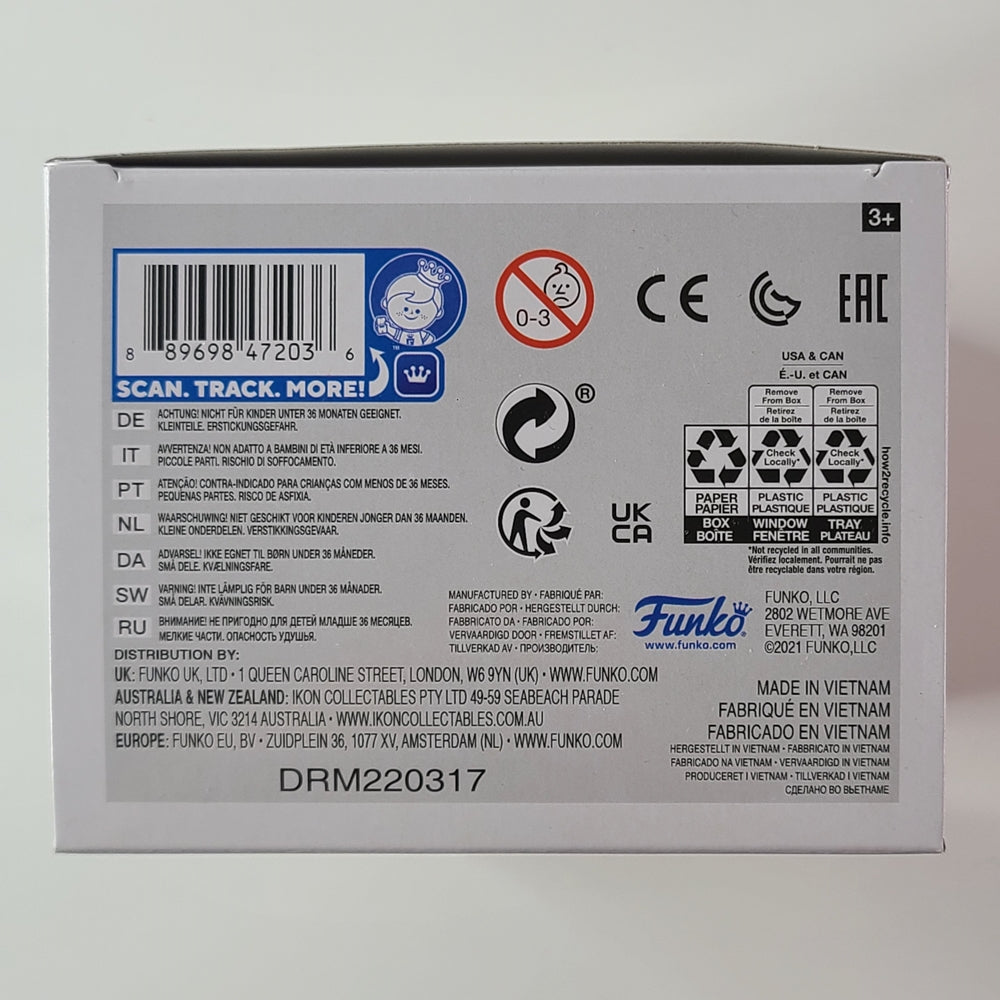 3+
8 89698 47203 6
™
SCAN. TRACK. MORE!
0-3
CE
EAC
®
UK
CA
USA & CAN
É.-U. et CAN
Remove From Box
Retirez de la boîte
Remove From Box
Retirez de la boîte
Check Locally*
Check Locally*
PAPER
PAPIER
BOX
BOÎTE
PLASTIC
PLASTIQUE
WINDOW
FENÊTRE
PLASTIC
PLASTIQUE
TRAY
PLATEAU
how2recycle.info
*Not recycled in all communities.
Vérifiez localement. Pourrait ne pas
être recyclable dans votre région.
DE ACHTUNG! NICHT FÜR KINDER UNTER 36 MONATEN GEEIGNET.
KLEINTEILE. ERSTICKUNGSGEFAHR.
IT AVVERTENZA! NON ADATTO A BAMBINI DI ETÀ INFERIORE A 36 MESI.
PICCOLE PARTI. RISCHIO DI SOFFOCAMENTO.
PT ATENÇÃO! CONTRA-INDICADO PARA CRIANÇAS COM MENOS DE 36 MESES.
PEQUENAS PARTES. RISCO DE ASFIXIA.
NL WAARSCHUWING! NIET GESCHIKT VOOR KINDEREN JONGER DAN 36 MAANDEN.
KLEINE ONDERDELEN. VERSTIKKINGSGEVAAR.
DA ADVARSEL! IKKE EGNET TIL BØRN UNDER 36 MÅNEDER.
SMÅ DELE. KVÆLNINGSFARE.
SW VARNING! INTE LÄMPLIG FÖR BARN UNDER 36 MÅNADER.
SMÅ DELAR. KVÄVNINGSRISK.
RU ВНИМАНИЕ! НЕ ПРИГОДНО ДЛЯ ДЕТЕЙ МЛАДШЕ 36 МЕСЯЦЕВ.
МЕЛКИЕ ЧАСТИ. ОПАСНОСТЬ УДУШЬЯ.
MANUFACTURED BY • FABRIQUÉ PAR:
FABRICADO POR • HERGESTELLT DURCH:
FABBRICATO DA • FABRICADO POR:
VERVAARDIGD DOOR • FREMSTILLET AF:
TILLVERKAD AV • ПРОИЗВОДИТЕЛЬ:
Funko®
www.funko.com
FUNKO, LLC
2802 WETMORE AVE
EVERETT, WA 98201
©2021 FUNKO,LLC
DISTRIBUTION BY:
UK: FUNKO UK, LTD • 1 QUEEN CAROLINE STREET, LONDON, W6 9YN (UK) • WWW.FUNKO.COM
AUSTRALIA & NEW ZEALAND: IKON COLLECTABLES PTY LTD 49-59 SEABEACH PARADE
NORTH SHORE, VIC 3214 AUSTRALIA • WWW.IKONCOLLECTABLES.COM.AU
EUROPE: FUNKO EU, BV • ZUIDPLEIN 36, 1077 XV, AMSTERDAM (NL) • WWW.FUNKO.COM
DRM220317
MADE IN VIETNAM
FABRIQUÉ EN VIETNAM
FABRICADO EN VIETNAM
HERGESTELLT IN VIETNAM • FABBRICATO IN VIETNAM
FABRICADO NA VIETNAM • VERVAARDIGD IN VIETNAM
PRODUCERET I VIETNAM • TILLVERKAD I VIETNAM
СДЕЛАНО ВО ВЬЕТНАМЕ